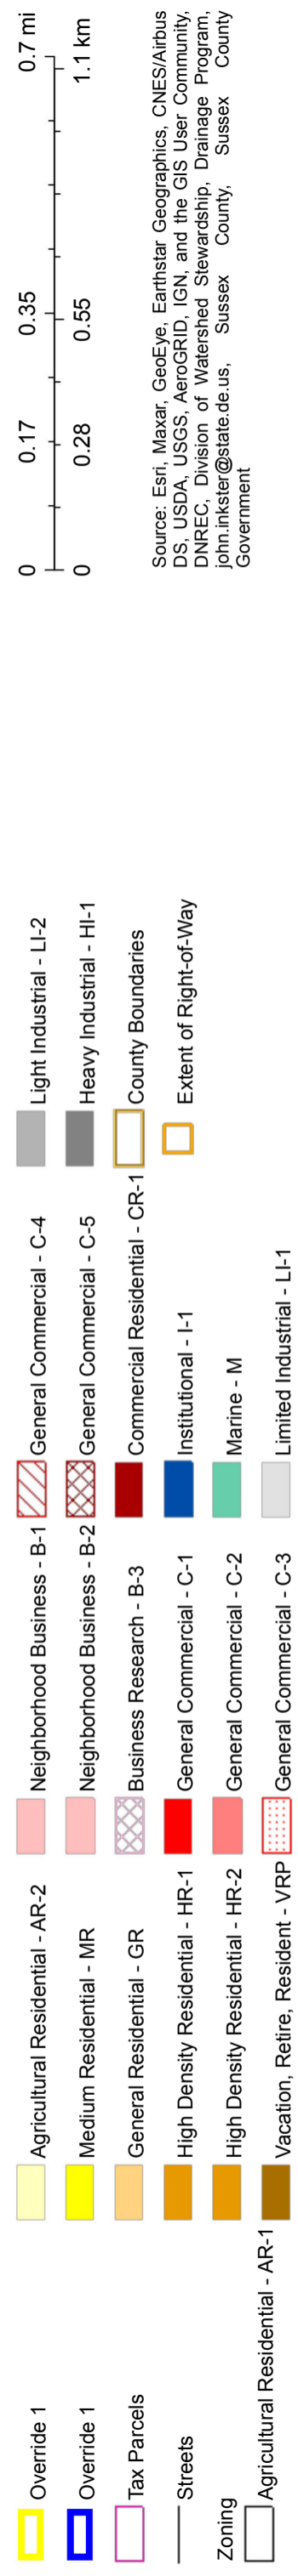 Override 1
Override 1
Tax Parcels
Streets
Zoning
Agricultural Residential - AR-1
Agricultural Residential - AR-2
Medium Residential - MR
General Residential - GR
High Density Residential - HR-1
High Density Residential - HR-2
Vacation, Retire, Resident - VRP
Neighborhood Business - B-1
Neighborhood Business - B-2
Business Research - B-3
General Commercial - C-1
General Commercial - C-2
General Commercial - C-3
General Commercial - C-4
General Commercial - C-5
Commercial Residential - CR-1
Institutional - I-1
Marine - M
Limited Industrial - LI-1
Light Industrial - LI-2
Heavy Industrial - HI-1
County Boundaries
Extent of Right-of-Way
0 0.17 0.35 0.7 mi
0 0.28 0.55 1.1 km
Source: Esri, Maxar, GeoEye, Earthstar Geographics, CNES/Airbus
DS, USDA, USGS, AeroGRID, IGN, and the GIS User Community,
DNREC, Division of Watershed Stewardship, Drainage Program,
john.inkster@state.de.us, Sussex County, Sussex County
Government